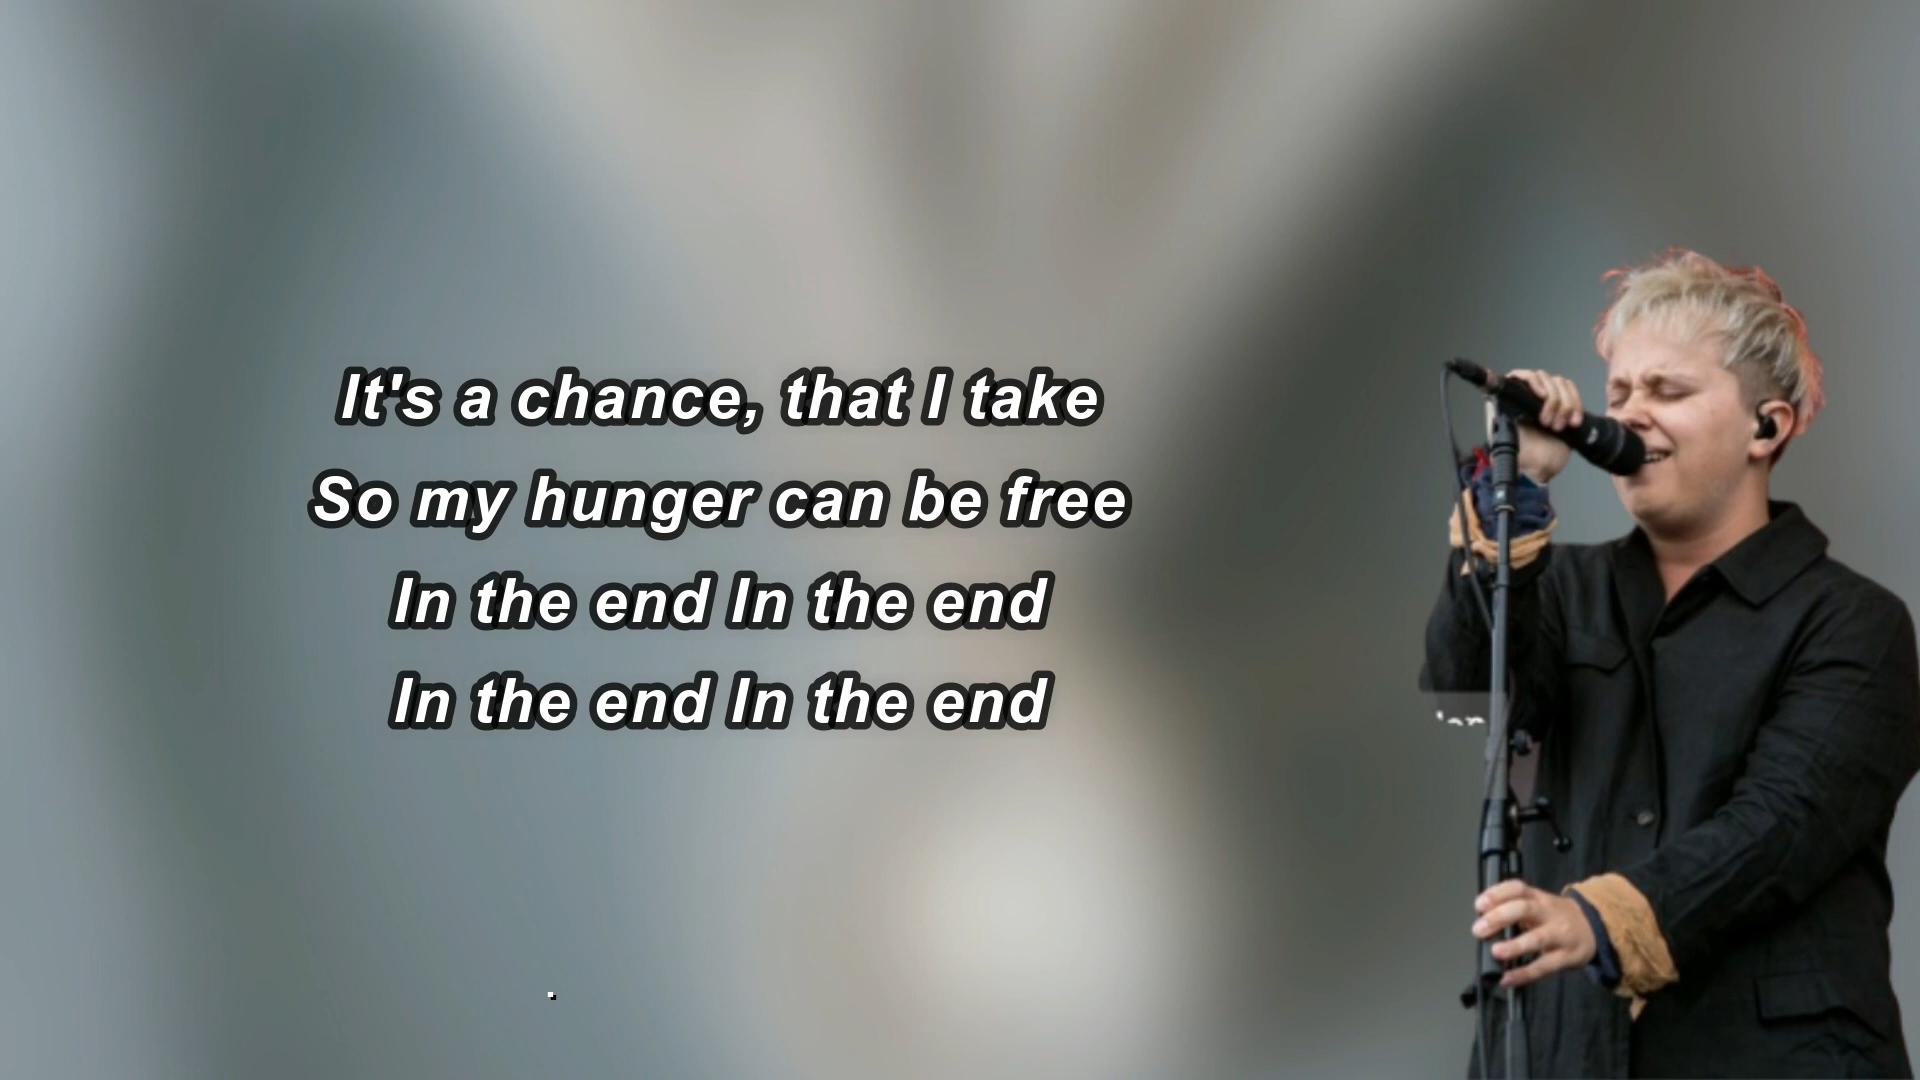 It's a chance, that I take
So my hunger can be free
In the end In the end
In the end In the end